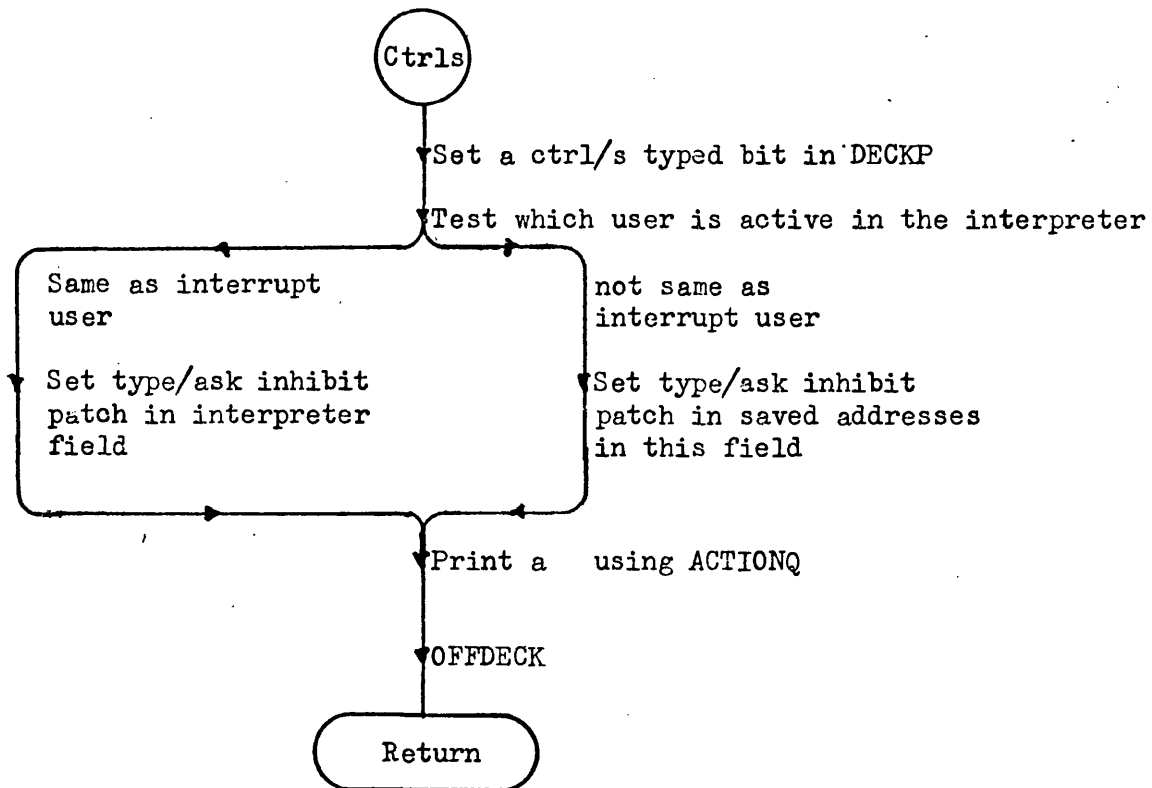 Ctrls
Set a ctrl/s typed bit in DECKP
Test which user is active in the interpreter
Same as interrupt
user
not same as
interrupt user
Set type/ask inhibit
patch in interpreter
field
Set type/ask inhibit
patch in saved addresses
in this field
Print a using ACTIONQ
OFFDECK
Return